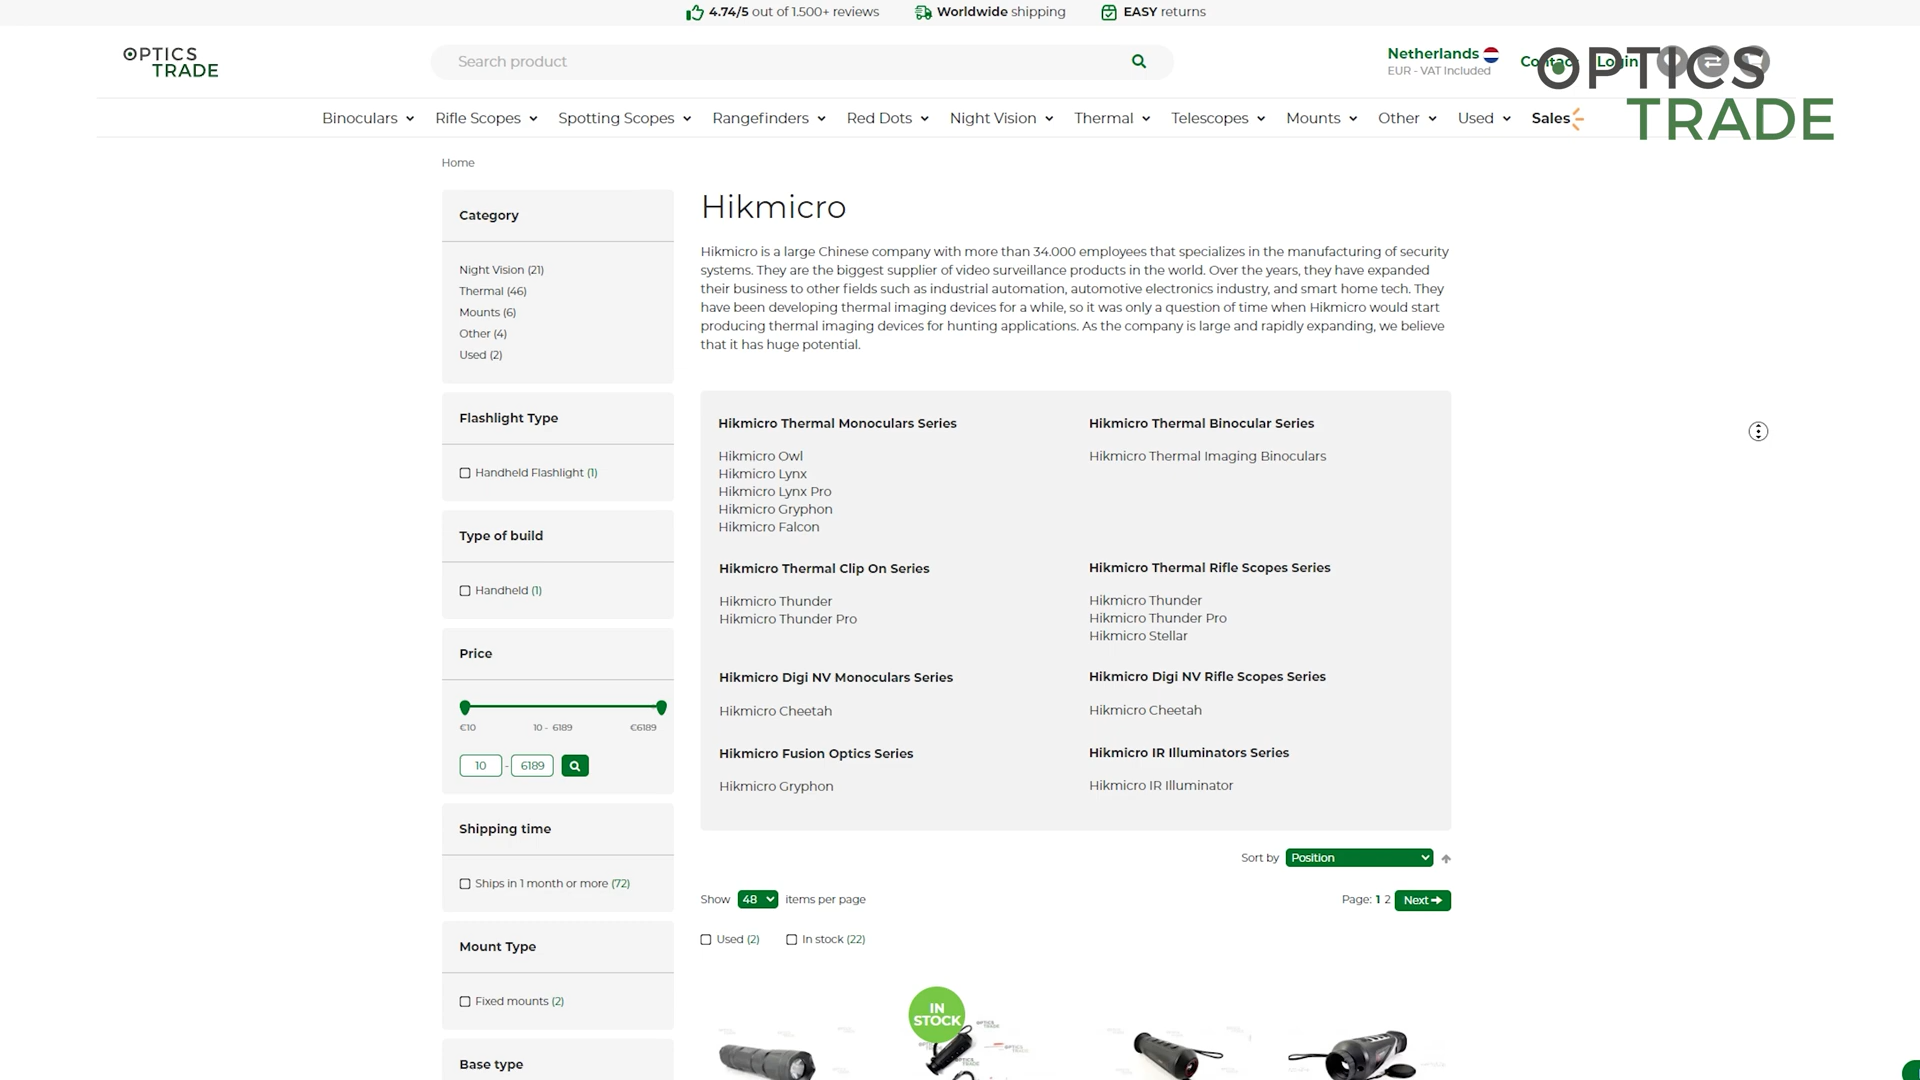 4.74/5 out of 1.500+ reviews
Worldwide shipping
EASY returns
OPTICS
TRADE
Search product
Netherlands
EUR - VAT Included
Contact
Login
OPTICS
TRADE
Binoculars
Rifle Scopes
Spotting Scopes
Rangefinders
Red Dots
Night Vision
Thermal
Telescopes
Mounts
Other
Used
Sales
Home
Category
Night Vision (21)
Thermal (46)
Mounts (6)
Other (4)
Used (2)
Flashlight Type
Handheld Flashlight (1)
Type of build
Handheld (1)
Price
€10
10 - 6189
€6189
10 - 6189
Shipping time
Ships in 1 month or more (72)
Mount Type
Fixed mounts (2)
Base type
Hikmicro
Hikmicro is a large Chinese company with more than 34.000 employees that specializes in the manufacturing of security
systems. They are the biggest supplier of video surveillance products in the world. Over the years, they have expanded
their business to other fields such as industrial automation, automotive electronics industry, and smart home tech. They
have been developing thermal imaging devices for a while, so it was only a question of time when Hikmicro would start
producing thermal imaging devices for hunting applications. As the company is large and rapidly expanding, we believe
that it has huge potential.
Hikmicro Thermal Monoculars Series
Hikmicro Owl
Hikmicro Lynx
Hikmicro Lynx Pro
Hikmicro Gryphon
Hikmicro Falcon
Hikmicro Thermal Binocular Series
Hikmicro Thermal Imaging Binoculars
Hikmicro Thermal Clip On Series
Hikmicro Thunder
Hikmicro Thunder Pro
Hikmicro Thermal Rifle Scopes Series
Hikmicro Thunder
Hikmicro Thunder Pro
Hikmicro Stellar
Hikmicro Digi NV Monoculars Series
Hikmicro Cheetah
Hikmicro Digi NV Rifle Scopes Series
Hikmicro Cheetah
Hikmicro Fusion Optics Series
Hikmicro Gryphon
Hikmicro IR Illuminators Series
Hikmicro IR Illuminator
Sort by Position
Show 48 items per page
Page: 1 2 Next
Used (2)
In stock (22)
IN
STOCK